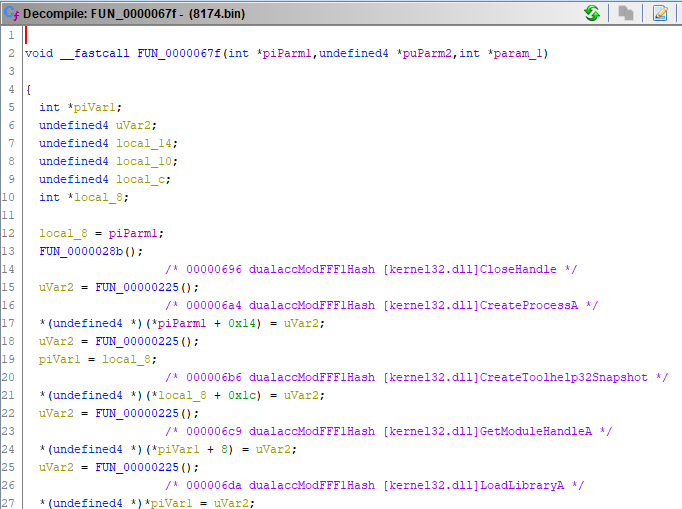 Decompile: FUN_0000067f - (8174.bin)
1
2 void __fastcall FUN_0000067f(int *piParm1,undefined4 *puParm2,int *param_1)
3
4 {
5 int *piVar1;
6 undefined4 uVar2;
7 undefined4 local_14;
8 undefined4 local_10;
9 undefined4 local_c;
10 int *local_8;
11
12 local_8 = piParm1;
13 FUN_0000028b();
14 /* 00000696 dualaccModFFF1Hash [kernel32.dll]CloseHandle */
15 uVar2 = FUN_00000225();
16 /* 000006a4 dualaccModFFF1Hash [kernel32.dll]CreateProcessA */
17 *(undefined4 *)(*piParm1 + 0x14) = uVar2;
18 uVar2 = FUN_00000225();
19 piVar1 = local_8;
20 /* 000006b6 dualaccModFFF1Hash [kernel32.dll]CreateToolhelp32Snapshot */
21 *(undefined4 *)(*local_8 + 0x1c) = uVar2;
22 uVar2 = FUN_00000225();
23 /* 000006c9 dualaccModFFF1Hash [kernel32.dll]GetModuleHandleA */
24 *(undefined4 *)(*piVar1 + 8) = uVar2;
25 uVar2 = FUN_00000225();
26 /* 000006da dualaccModFFF1Hash [kernel32.dll]LoadLibraryA */
27 *(undefined4 *)*piVar1 = uVar2;